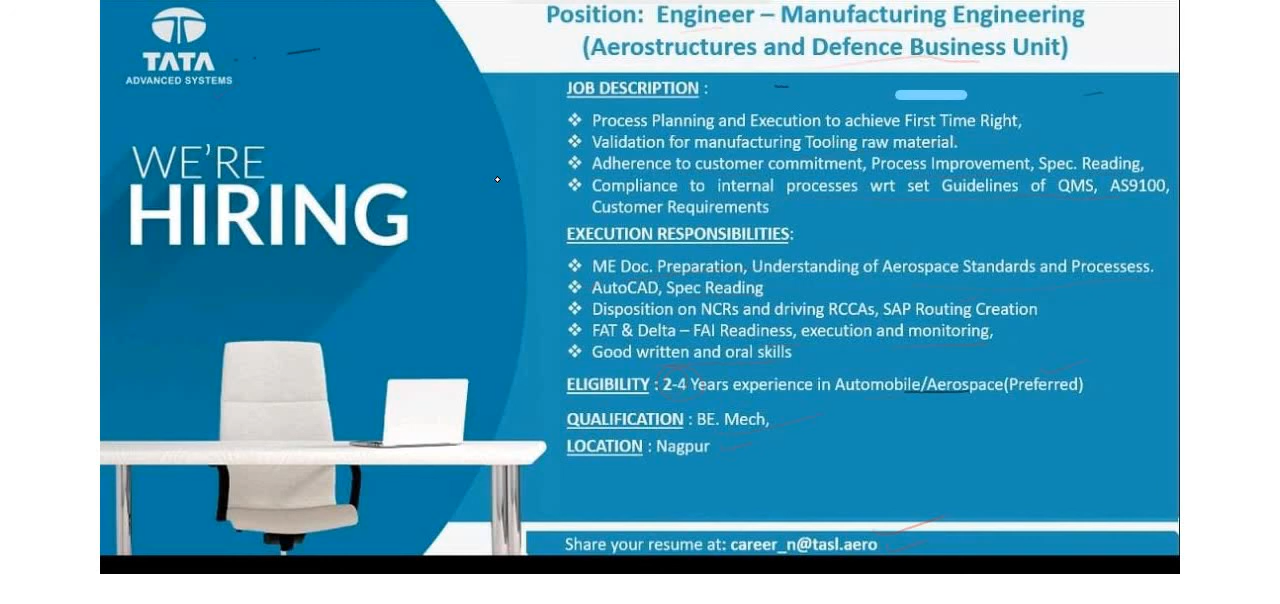 TATA
ADVANCED SYSTEMS
WE'RE
HIRING
Position: Engineer – Manufacturing Engineering
(Aerostructures and Defence Business Unit)
JOB DESCRIPTION :
❖ Process Planning and Execution to achieve First Time Right,
❖ Validation for manufacturing Tooling raw material.
❖ Adherence to customer commitment, Process Improvement, Spec. Reading,
❖ Compliance to internal processes wrt set Guidelines of QMS, AS9100,
Customer Requirements
EXECUTION RESPONSIBILITIES:
❖ ME Doc. Preparation, Understanding of Aerospace Standards and Processess.
❖ AutoCAD, Spec Reading
❖ Disposition on NCRs and driving RCCAs, SAP Routing Creation
❖ FAT & Delta – FAI Readiness, execution and monitoring,
❖ Good written and oral skills
ELIGIBILITY : 2-4 Years experience in Automobile/Aerospace(Preferred)
QUALIFICATION : BE. Mech,
LOCATION : Nagpur
Share your resume at: career_n@tasl.aero